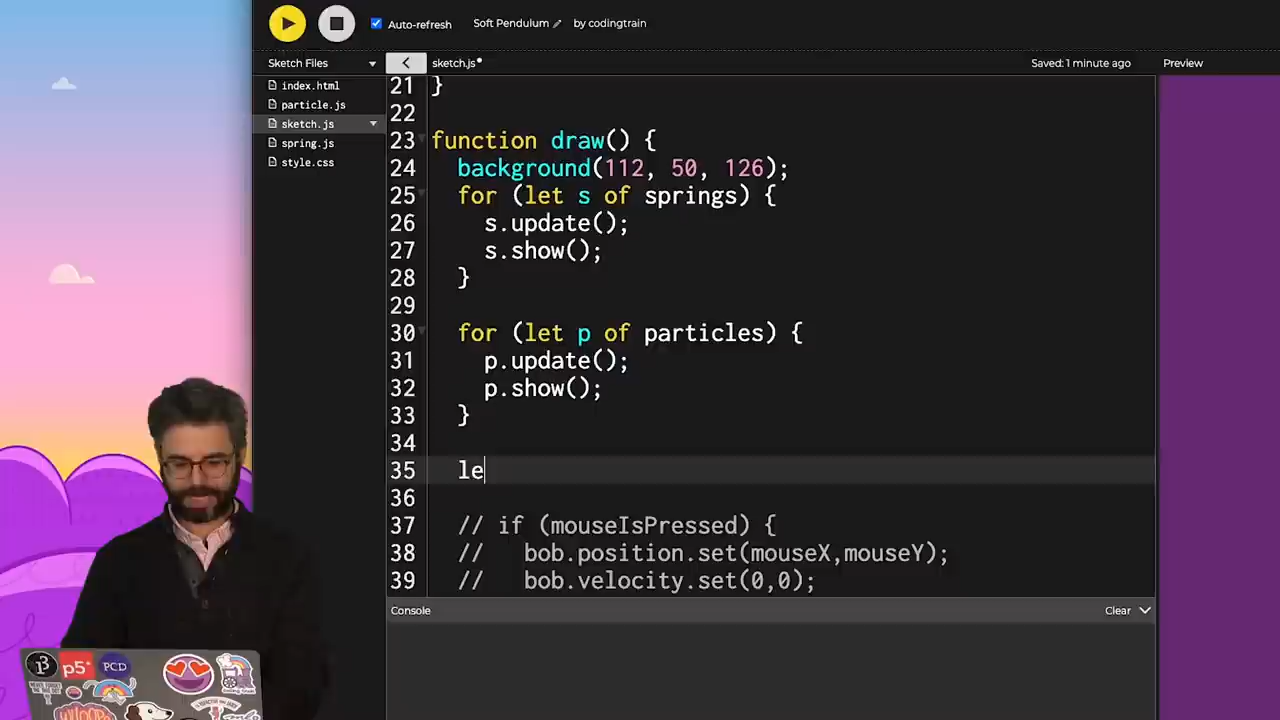 Auto-refresh
Soft Pendulum
by codingtrain
Sketch Files
sketch.js
Saved: 1 minute ago
Preview
index.html
particle.js
sketch.js
spring.js
style.css
21 }
22
23 function draw() {
24 background(112, 50, 126);
25 for (let s of springs) {
26 s.update();
27 s.show();
28 }
29
30 for (let p of particles) {
31 p.update();
32 p.show();
33 }
34
35 le
36
37 // if (mouseIsPressed) {
38 // bob.position.set(mouseX,mouseY);
39 // bob.velocity.set(0,0);
Console
Clear
p5*
PCD
WHOOPS